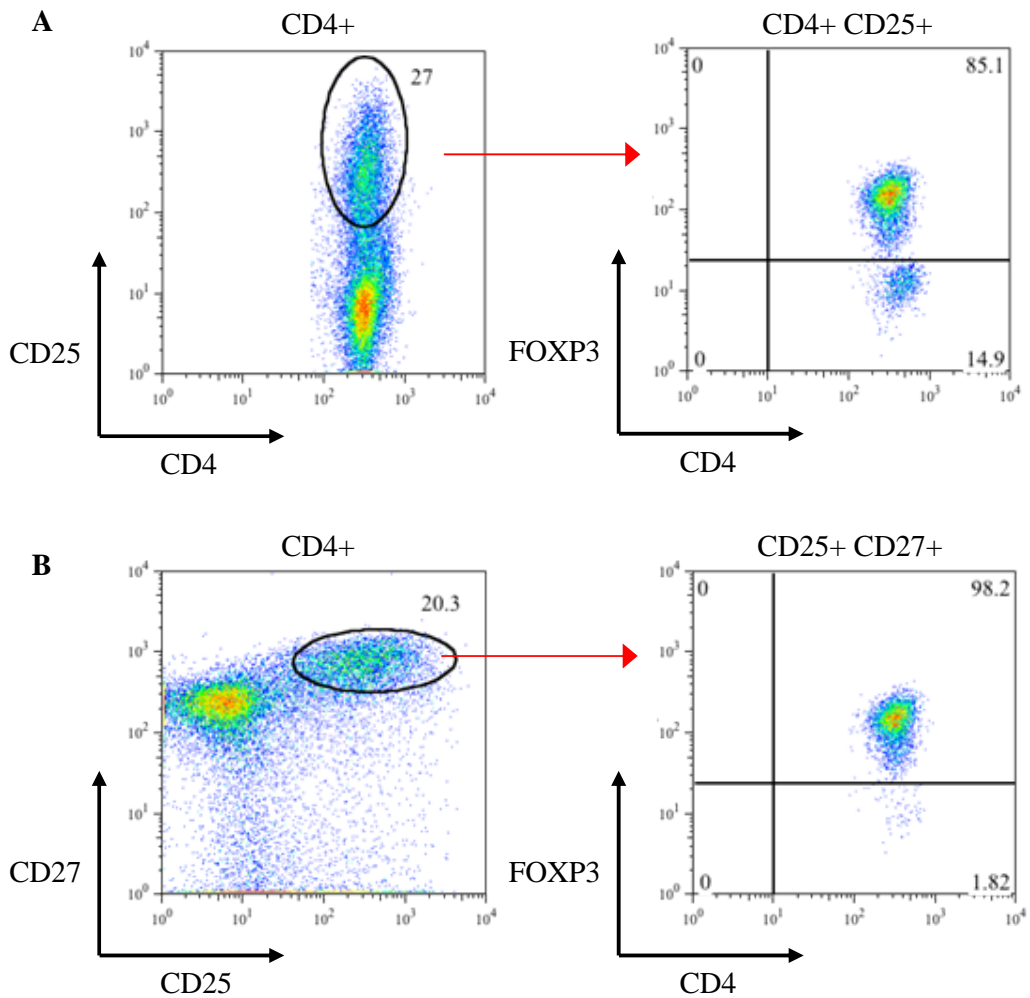 A
CD4+
CD4+ CD25+
10⁴
10³
10²
10¹
10⁰
27
10⁰ 10¹ 10² 10³ 10⁴
CD25
CD4
10⁴
10³
10²
10¹
10⁰
0 85.1
0 14.9
10⁰ 10¹ 10² 10³ 10⁴
FOXP3
CD4
B
CD4+
CD25+ CD27+
10⁴
10³
10²
10¹
10⁰
20.3
10⁰ 10¹ 10² 10³ 10⁴
CD27
CD25
10⁴
10³
10²
10¹
10⁰
0 98.2
0 1.82
10⁰ 10¹ 10² 10³ 10⁴
FOXP3
CD4